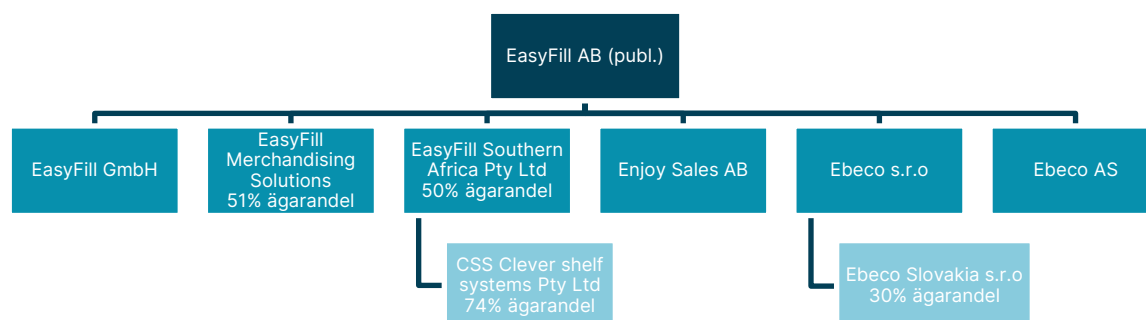 EasyFill AB (publ.)
EasyFill GmbH
EasyFill
Merchandising
Solutions
51% ägarandel
EasyFill Southern
Africa Pty Ltd
50% ägarandel
Enjoy Sales AB
Ebeco s.r.o
Ebeco AS
CSS Clever shelf
systems Pty Ltd
74% ägarandel
Ebeco Slovakia s.r.o
30% ägarandel